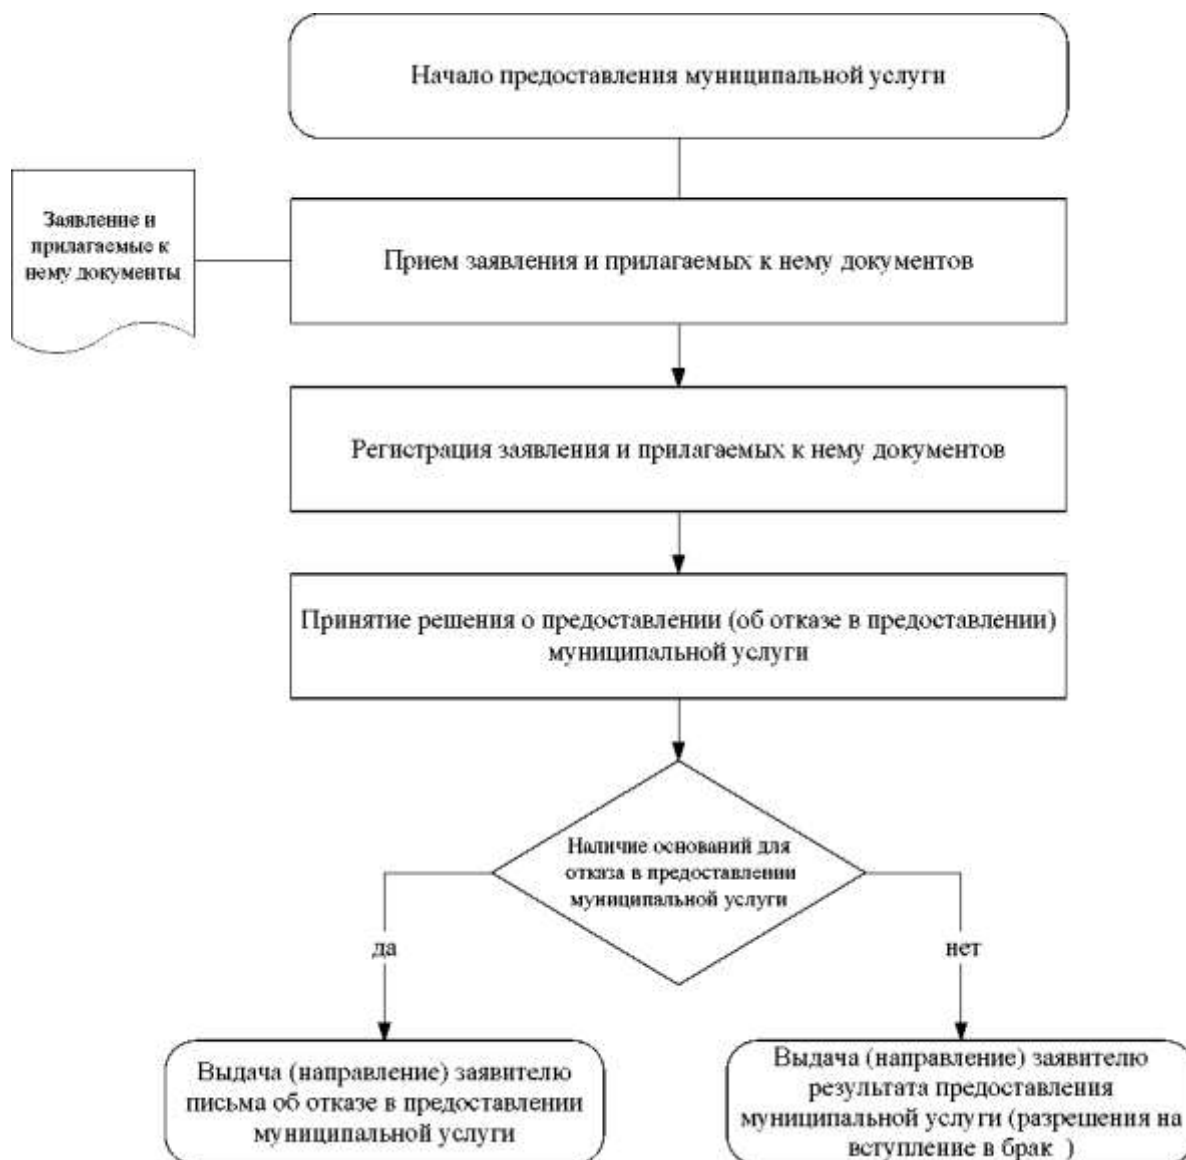 Начало предоставления муниципальной услуги
Заявление и
прилагаемые к
нему документы
Прием заявления и прилагаемых к нему документов
Регистрация заявления и прилагаемых к нему документов
Принятие решения о предоставлении (об отказе в предоставлении)
муниципальной услуги
Наличие оснований для
отказа в предоставлении
муниципальной услуги
да
нет
Выдача (направление) заявителю
письма об отказе в предоставлении
муниципальной услуги
Выдача (направление) заявителю
результата предоставления
муниципальной услуги (разрешения на
вступление в брак )